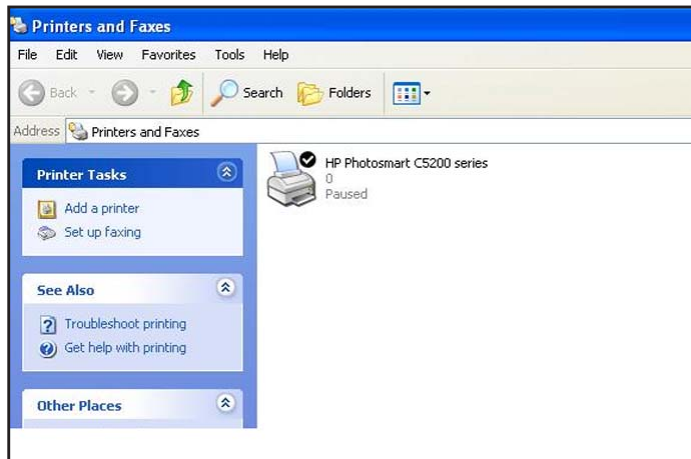 Printers and Faxes
File Edit View Favorites Tools Help
Back Search Folders
Address Printers and Faxes
Printer Tasks
Add a printer
Set up faxing
See Also
Troubleshoot printing
Get help with printing
Other Places
HP Photosmart C5200 series
0
Paused